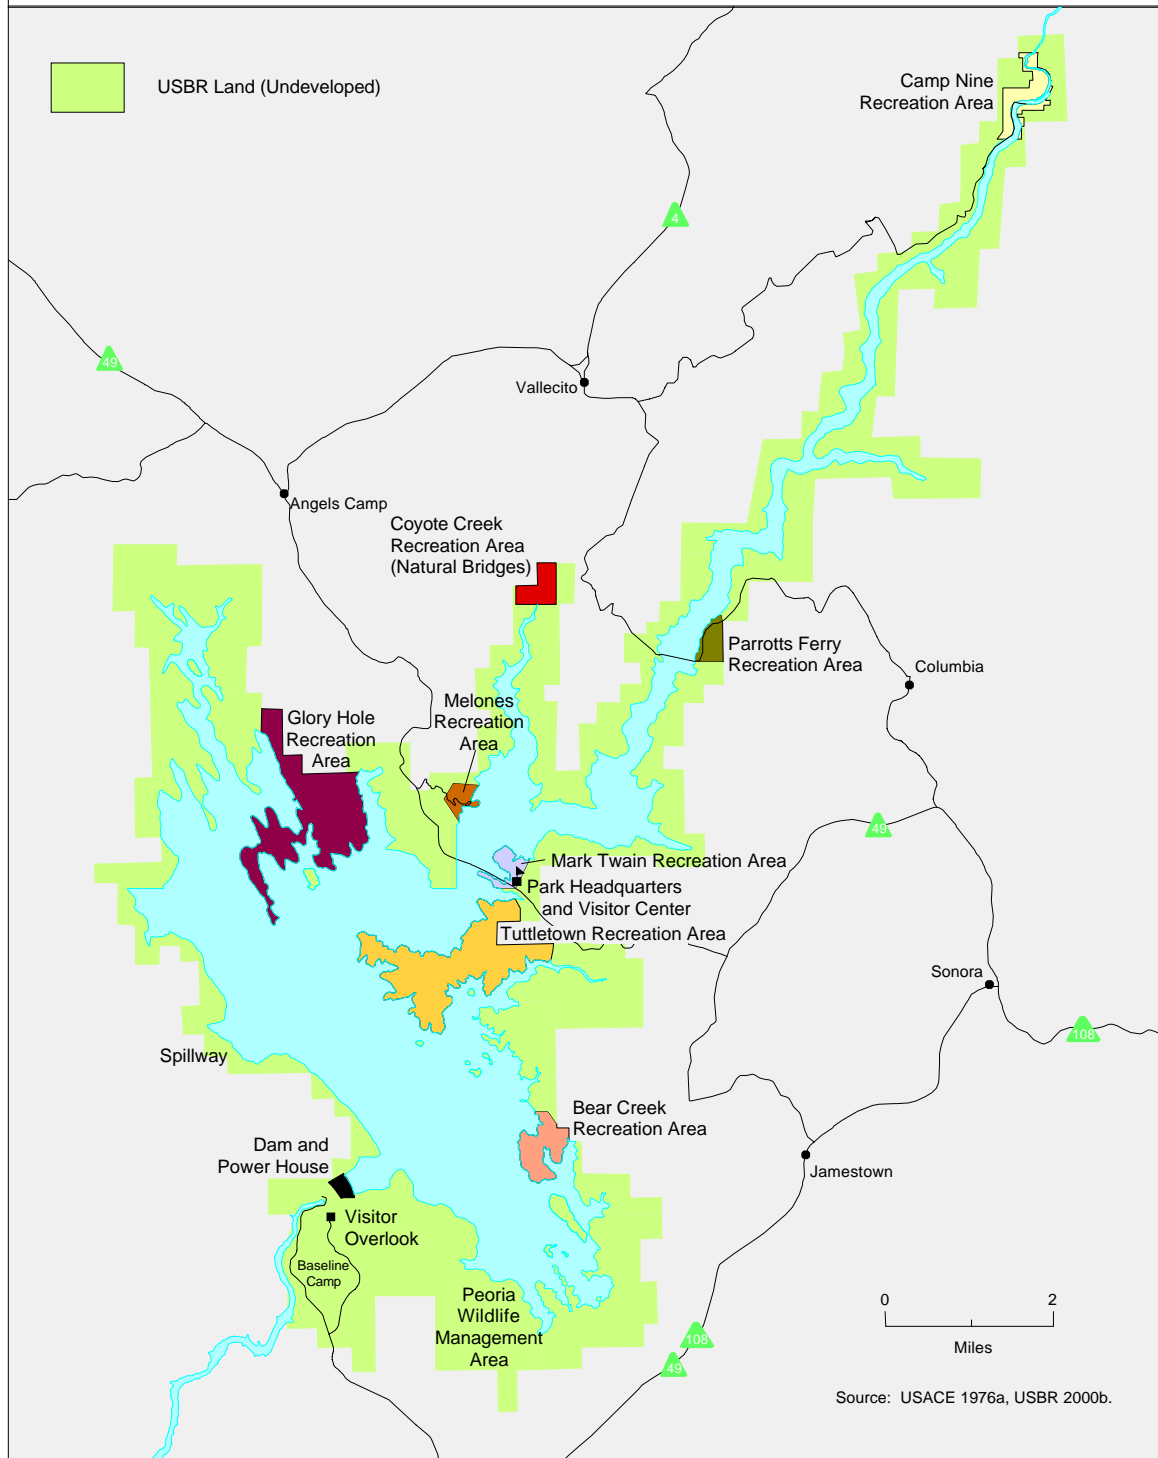 USBR Land (Undeveloped)
Camp Nine
Recreation Area
4
49
Vallecito
Angels Camp
Coyote Creek
Recreation Area
(Natural Bridges)
Parrotts Ferry
Recreation Area
Columbia
Melones
Recreation
Area
Glory Hole
Recreation
Area
49
Mark Twain Recreation Area
Park Headquarters
and Visitor Center
Tuttletown Recreation Area
Sonora
108
Spillway
Bear Creek
Recreation Area
Dam and
Power House
Jamestown
Visitor
Overlook
Baseline
Camp
Peoria
Wildlife
Management
Area
0 2
Miles
108
49
Source: USACE 1976a, USBR 2000b.